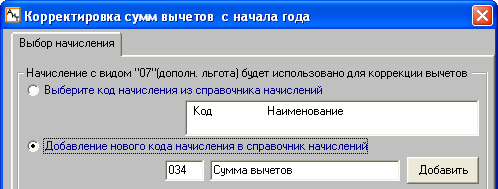 Корректировка сумм вычетов с начала года
Выбор начисления
Начисление с видом "07"(дополн. льгота) будет использовано для коррекции вычетов
Выберите код начисления из справочника начислений
Код Наименование
Добавление нового кода начисления в справочник начислений
034 Сумма вычетов Добавить